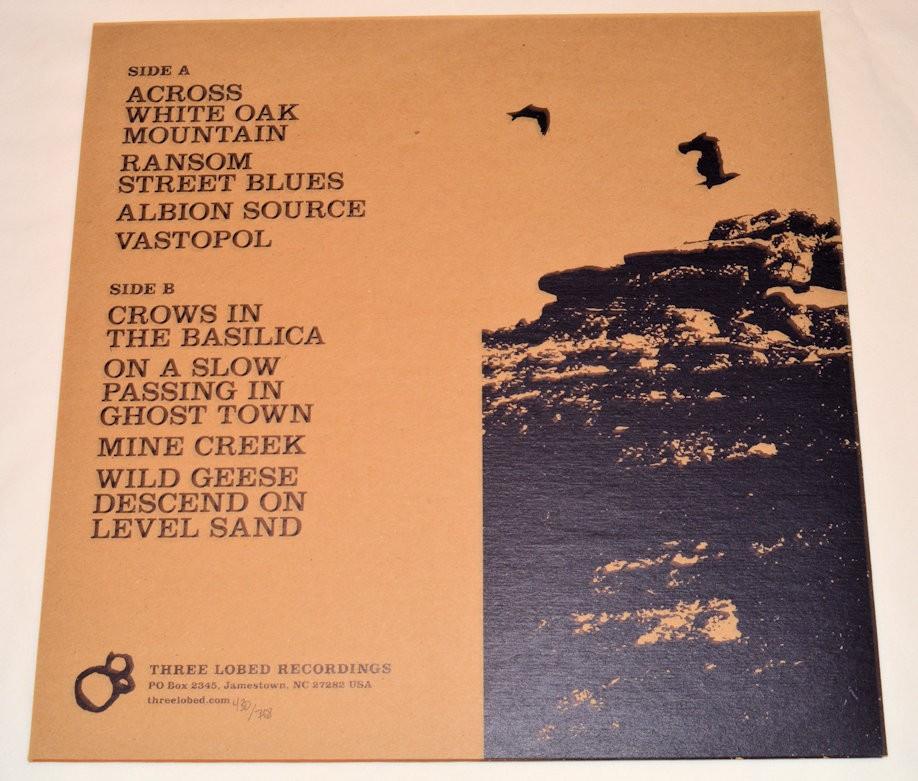 SIDE A
ACROSS
WHITE OAK
MOUNTAIN
RANSOM
STREET BLUES
ALBION SOURCE
VASTOPOL
SIDE B
CROWS IN
THE BASILICA
ON A SLOW
PASSING IN
GHOST TOWN
MINE CREEK
WILD GEESE
DESCEND ON
LEVEL SAND
THREE LOBED RECORDINGS
PO Box 2345, Jamestown, NC 27282 USA
threelobed.com